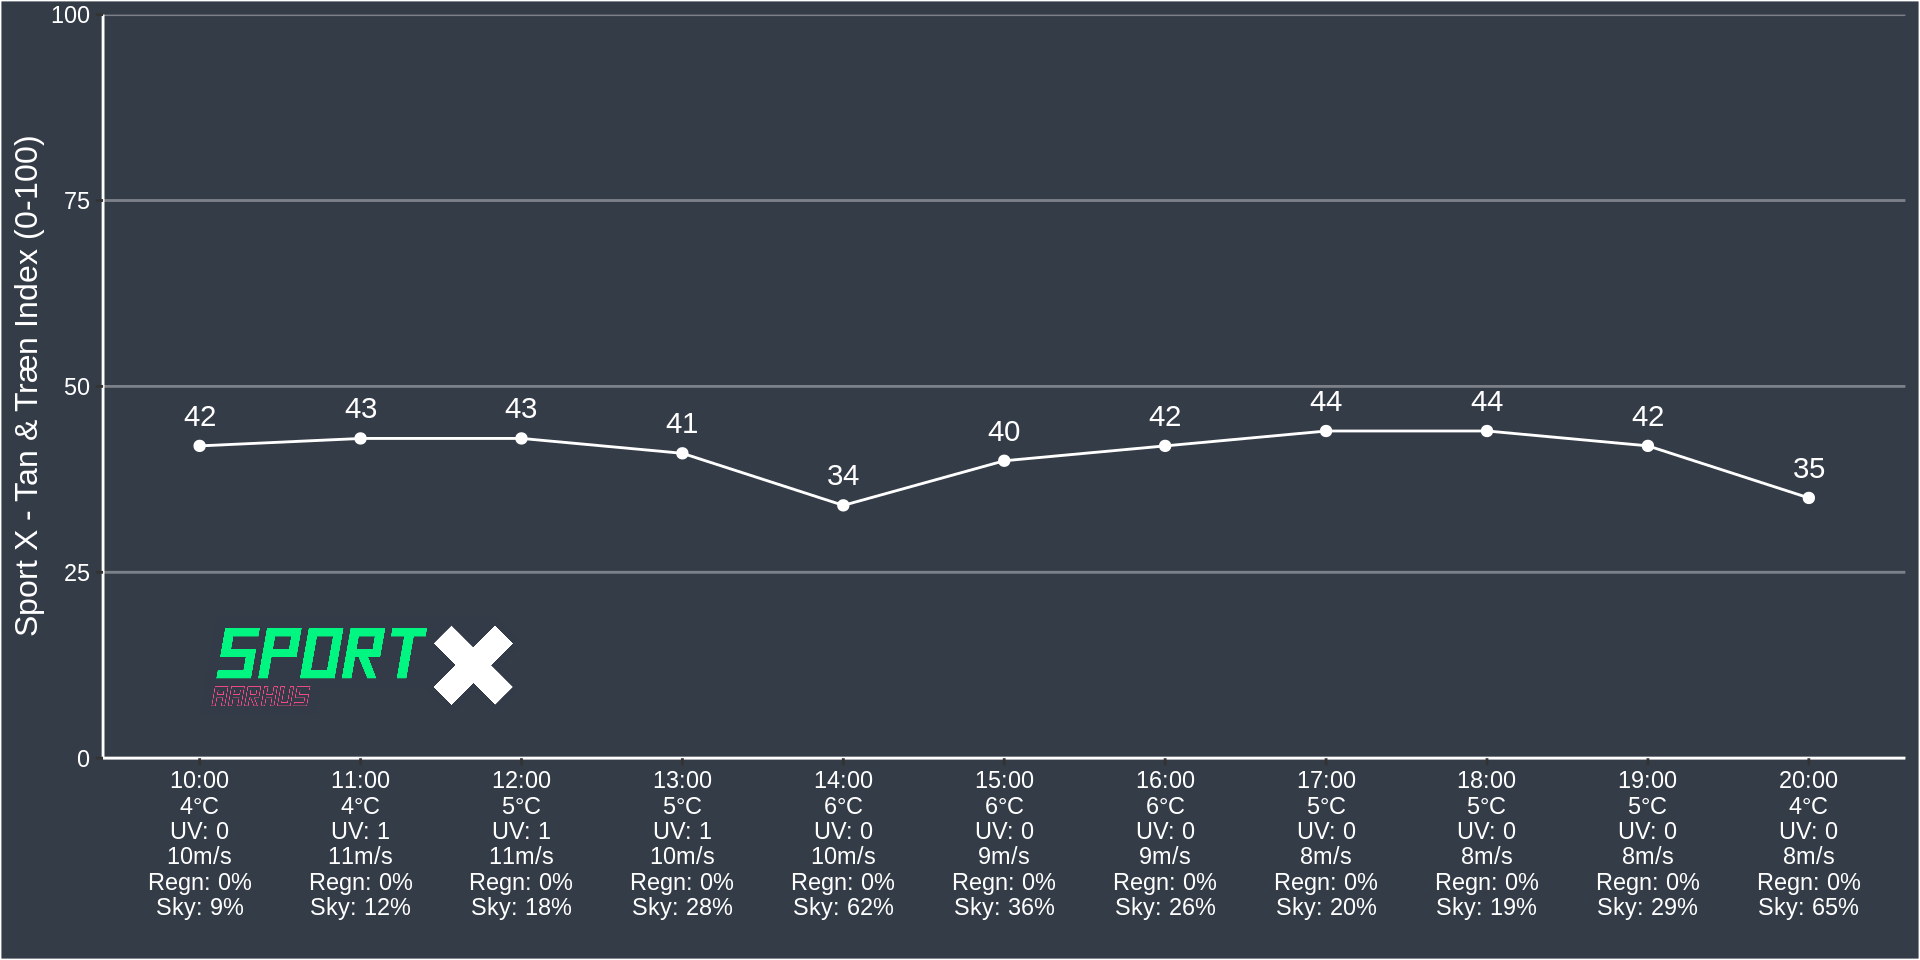 Sport X - Tan & Træn Index (0-100)
100
75
50
25
0
42 43 43 41 34 40 42 44 44 42 35
SPORT X
AARHUS
10:00 11:00 12:00 13:00 14:00 15:00 16:00 17:00 18:00 19:00 20:00
4°C 4°C 5°C 5°C 6°C 6°C 6°C 5°C 5°C 5°C 4°C
UV: 0 UV: 1 UV: 1 UV: 1 UV: 0 UV: 0 UV: 0 UV: 0 UV: 0 UV: 0 UV: 0
10m/s 11m/s 11m/s 10m/s 10m/s 9m/s 9m/s 8m/s 8m/s 8m/s 8m/s
Regn: 0% Regn: 0% Regn: 0% Regn: 0% Regn: 0% Regn: 0% Regn: 0% Regn: 0% Regn: 0% Regn: 0% Regn: 0%
Sky: 9% Sky: 12% Sky: 18% Sky: 28% Sky: 62% Sky: 36% Sky: 26% Sky: 20% Sky: 19% Sky: 29% Sky: 65%